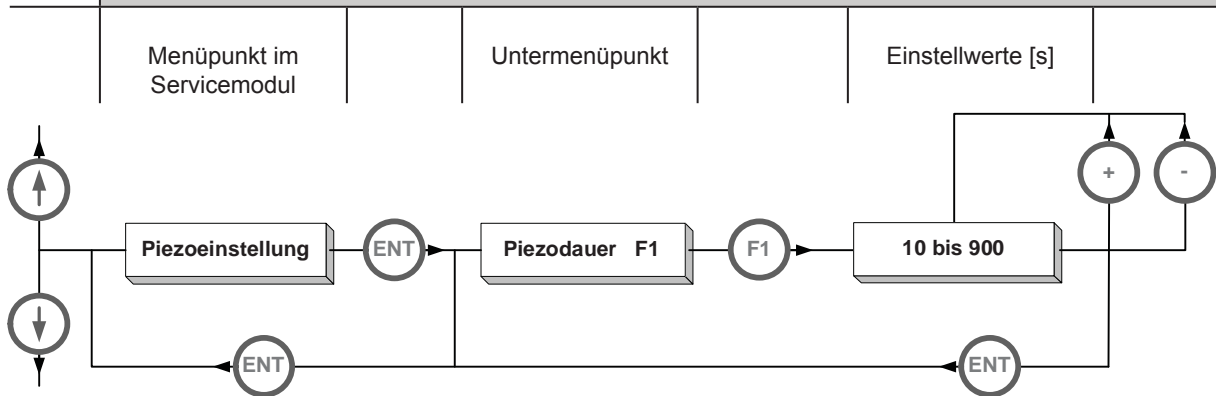 Menüpunkt im
Servicemodul
Untermenüpunkt
Einstellwerte [s]
+
-
Piezoeinstellung
ENT
Piezodauer F1
F1
10 bis 900
ENT
ENT